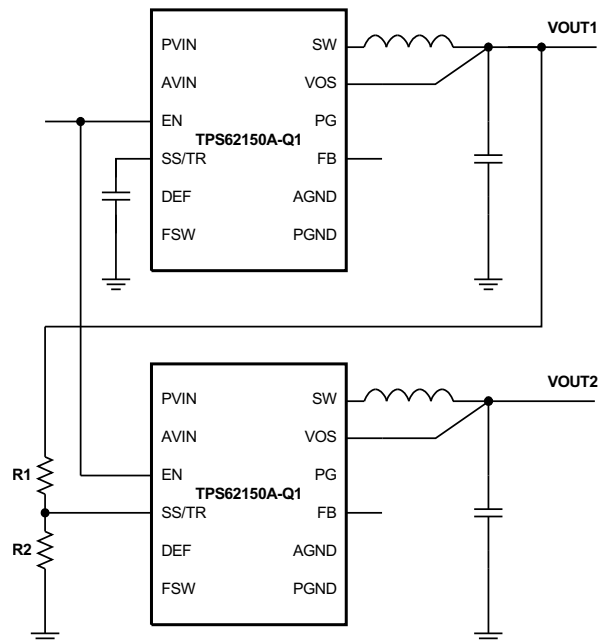 VOUT1
PVIN SW
AVIN VOS
EN PG
TPS62150A-Q1
SS/TR FB
DEF AGND
FSW PGND
VOUT2
PVIN SW
AVIN VOS
R1 EN PG
TPS62150A-Q1
SS/TR FB
R2 DEF AGND
FSW PGND